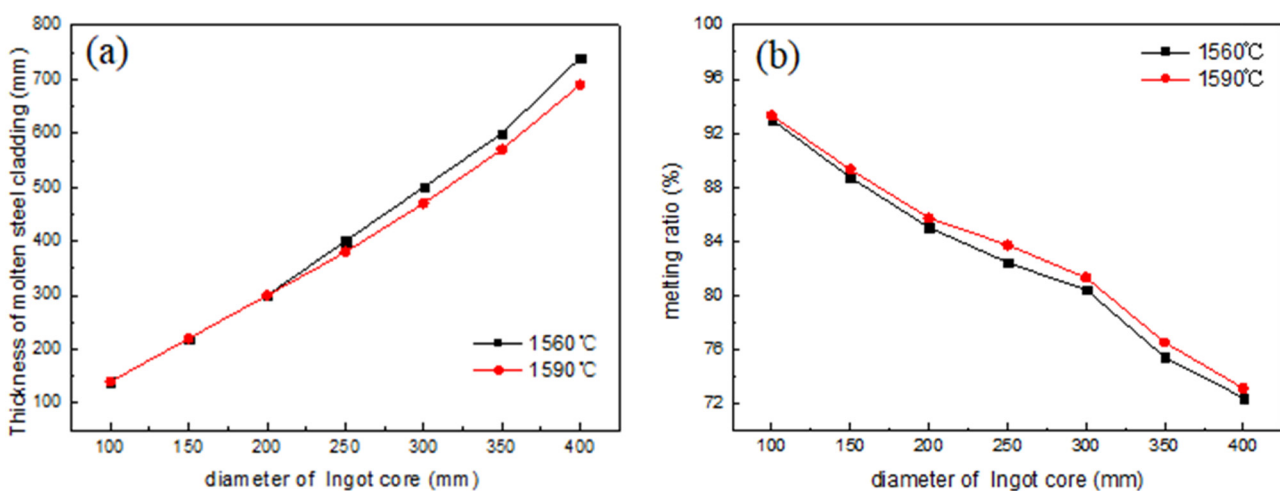 (a)
Thickness of molten steel cladding (mm)
800
700
600
500
400
300
200
100
1560℃
1590℃
100 150 200 250 300 350 400
diameter of Ingot core (mm)
(b)
melting ratio (%)
100
96
92
88
84
80
76
72
1560℃
1590℃
100 150 200 250 300 350 400
diameter of Ingot core (mm)